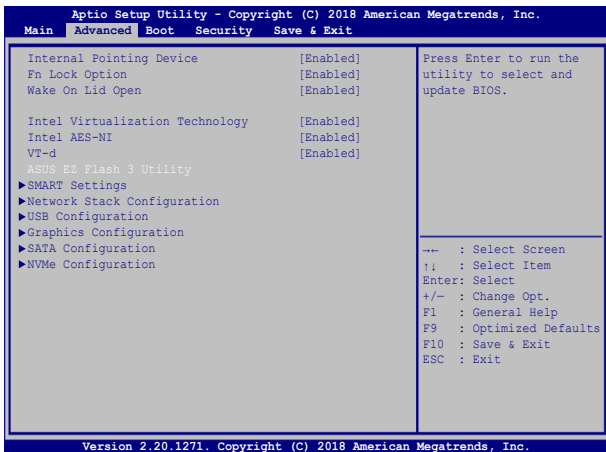 Aptio Setup Utility - Copyright (C) 2018 American Megatrends, Inc.
Main Advanced Boot Security Save & Exit
Internal Pointing Device [Enabled]
Fn Lock Option [Enabled]
Wake On Lid Open [Enabled]
Intel Virtualization Technology [Enabled]
Intel AES-NI [Enabled]
VT-d [Enabled]
ASUS EZ Flash 3 Utility
▶SMART Settings
▶Network Stack Configuration
▶USB Configuration
▶Graphics Configuration
▶SATA Configuration
▶NVMe Configuration
Press Enter to run the
utility to select and
update BIOS.
→← : Select Screen
↑↓ : Select Item
Enter: Select
+/— : Change Opt.
F1 : General Help
F9 : Optimized Defaults
F10 : Save & Exit
ESC : Exit
Version 2.20.1271. Copyright (C) 2018 American Megatrends, Inc.